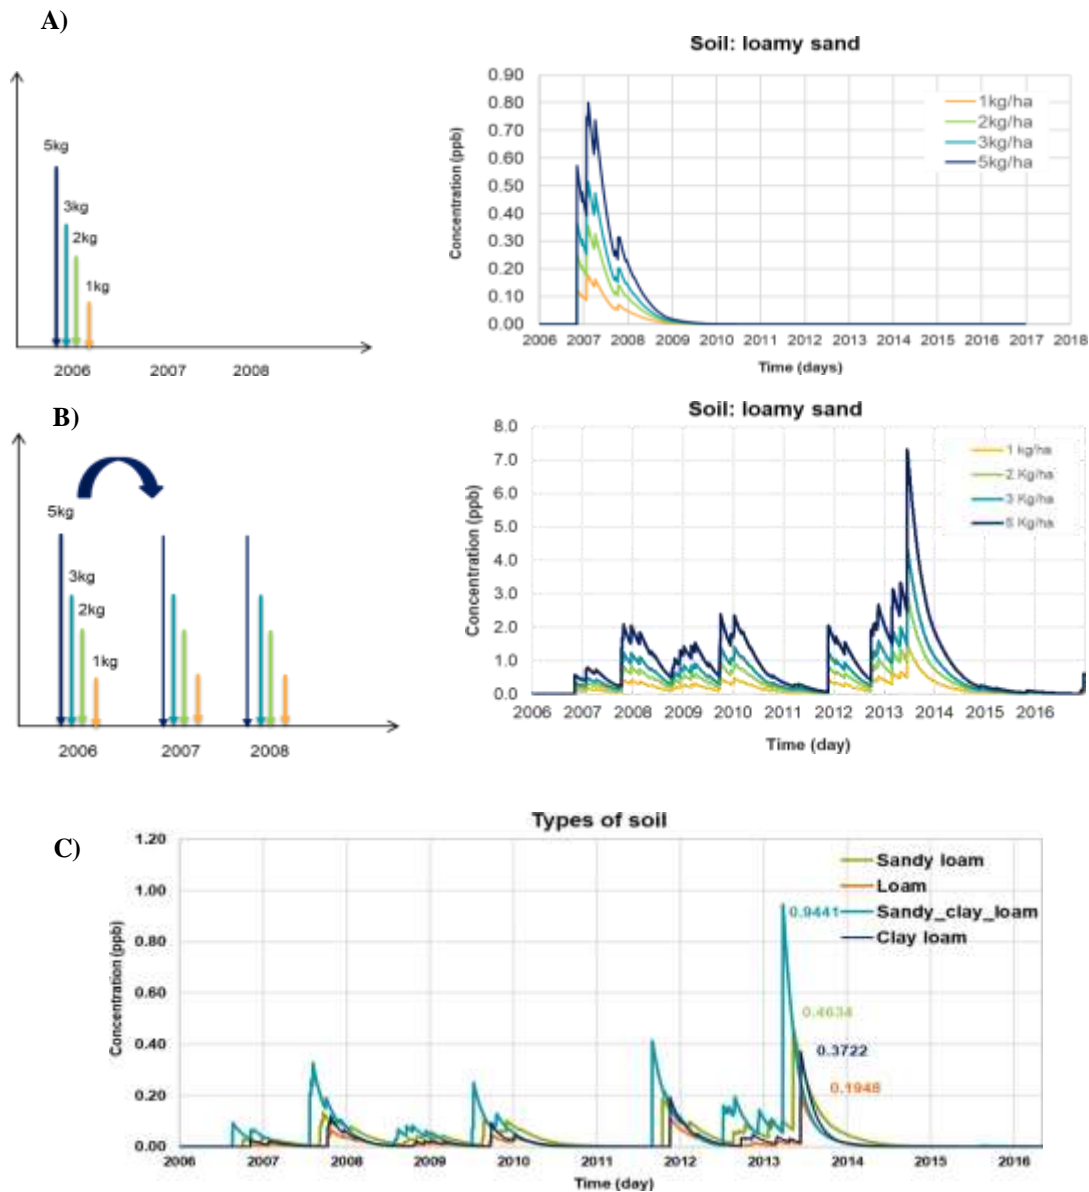 A)
5kg
3kg
2kg
1kg
2006 2007 2008
Soil: loamy sand
Concentration (ppb)
0.90
0.80
0.70
0.60
0.50
0.40
0.30
0.20
0.10
0.00
1kg/ha
2kg/ha
3kg/ha
5kg/ha
2006 2007 2008 2009 2010 2011 2012 2013 2014 2015 2016 2017 2018
Time (days)
B)
5kg
3kg
2kg
1kg
2006 2007 2008
Soil: loamy sand
Concentration (ppb)
8.0
7.0
6.0
5.0
4.0
3.0
2.0
1.0
0.0
1 kg/ha
2 Kg/ha
3 Kg/ha
Kg/ha
2006 2007 2008 2009 2010 2011 2012 2013 2014 2015 2016
Time (day)
C)
Types of soil
Concentration (ppb)
1.20
1.00
0.80
0.60
0.40
0.20
0.00
Sandy loam
Loam
Sandy_clay_loam
Clay loam
0.9441
0.4634
0.3722
0.1948
2006 2007 2008 2009 2010 2011 2012 2013 2014 2015 2016
Time (day)